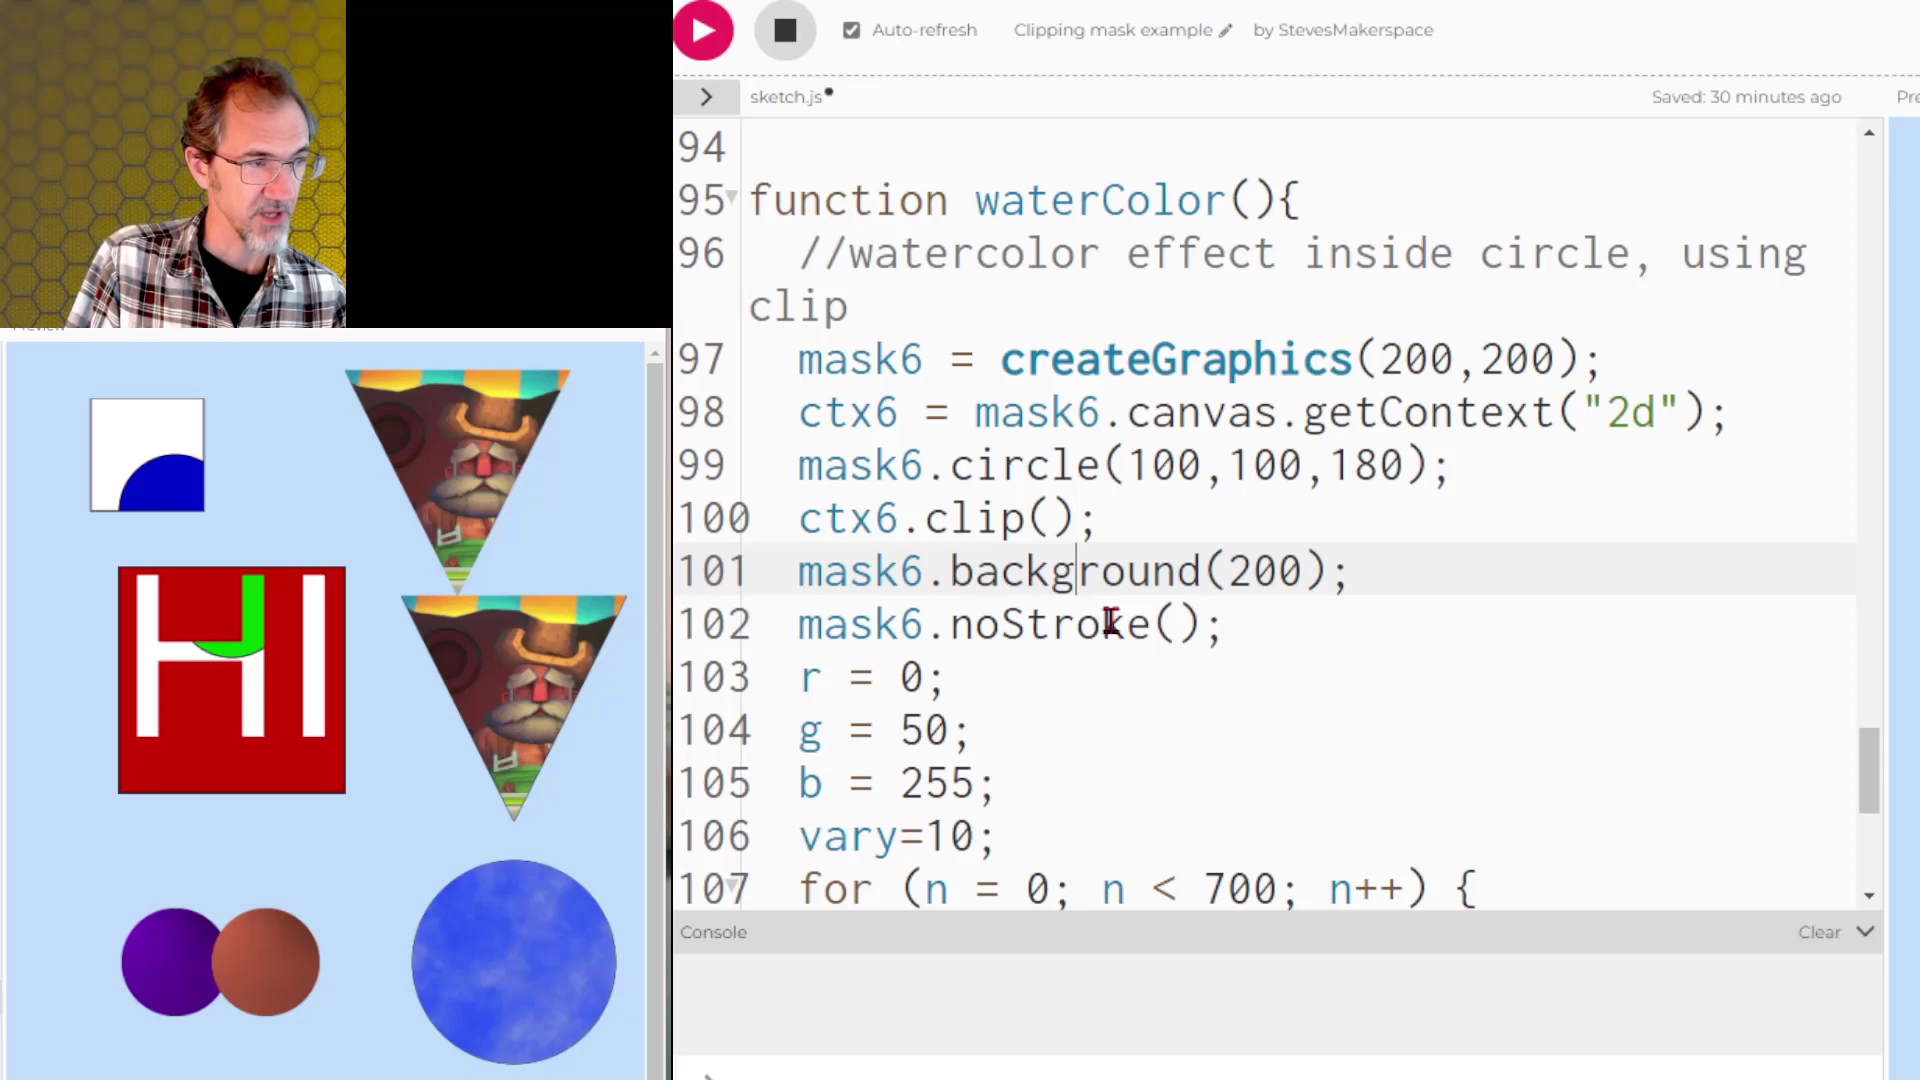 Auto-refresh
Clipping mask example
by StevesMakerspace
sketch.js
Saved: 30 minutes ago
Pre
94
95 function waterColor(){
96 //watercolor effect inside circle, using
clip
97 mask6 = createGraphics(200,200);
98 ctx6 = mask6.canvas.getContext("2d");
99 mask6.circle(100,100,180);
100 ctx6.clip();
101 mask6.background(200);
102 mask6.noStroke();
103 r = 0;
104 g = 50;
105 b = 255;
106 vary=10;
107 for (n = 0; n < 700; n++) {
Console
Clear
Preview
HI